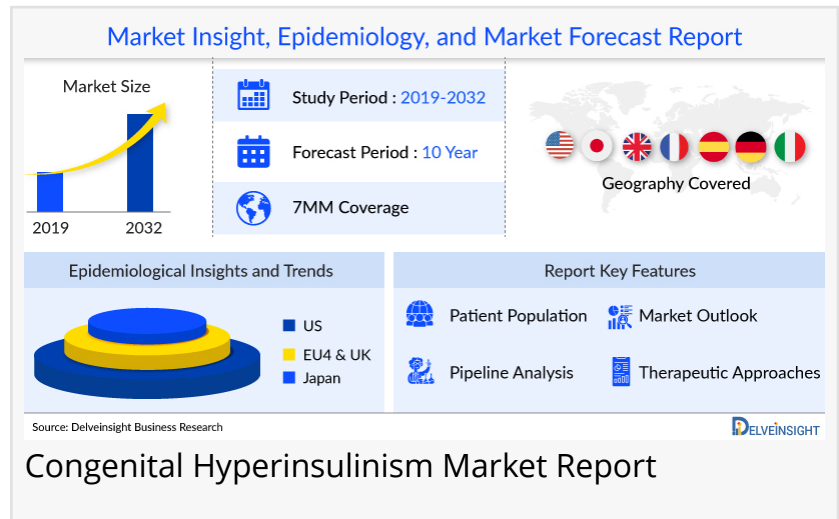 Market Insight, Epidemiology, and Market Forecast Report
Market Size
2019
2032
Study Period : 2019-2032
Forecast Period : 10 Year
7MM Coverage
Geography Covered
Epidemiological Insights and Trends
US
EU4 & UK
Japan
Report Key Features
Patient Population
Market Outlook
Pipeline Analysis
Therapeutic Approaches
Source: Delveinsight Business Research
DELVEINSIGHT
Congenital Hyperinsulinism Market Report